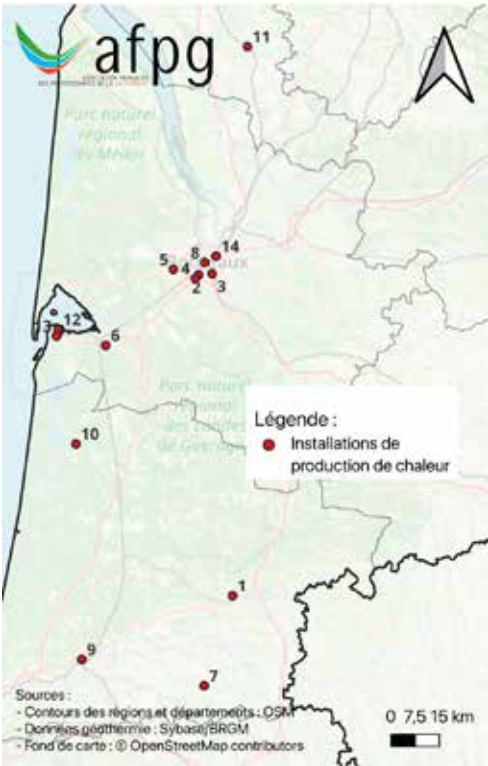 afpg
11
Parc naturel
régional
du Médoc
14
8
5
4
2
3
12
6
Parc naturel
régional
des Landes
de Gascogne
Légende :
Installations de
production de chaleur
10
1
9
7
Sources :
- Contours des régions et départements : OSM
- Données géothermie : Sybase/BRGM
- Fond de carte : © OpenStreetMap contributors
0 7,5 15 km